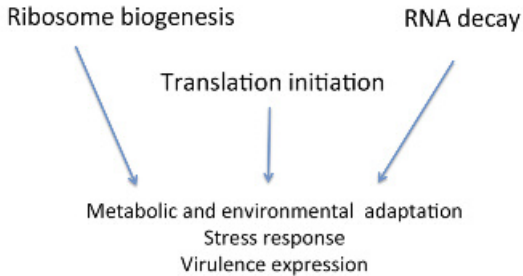 Ribosome biogenesis
RNA decay
Translation initiation
Metabolic and environmental adaptation
Stress response
Virulence expression